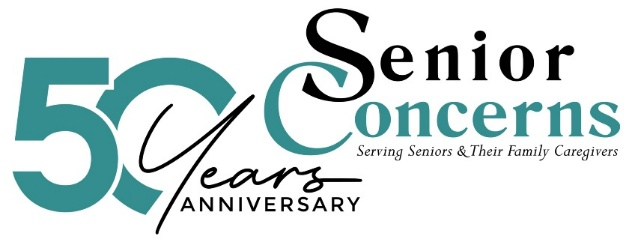 50
Years
ANNIVERSARY
Senior
Concerns
Serving Seniors & Their Family Caregivers